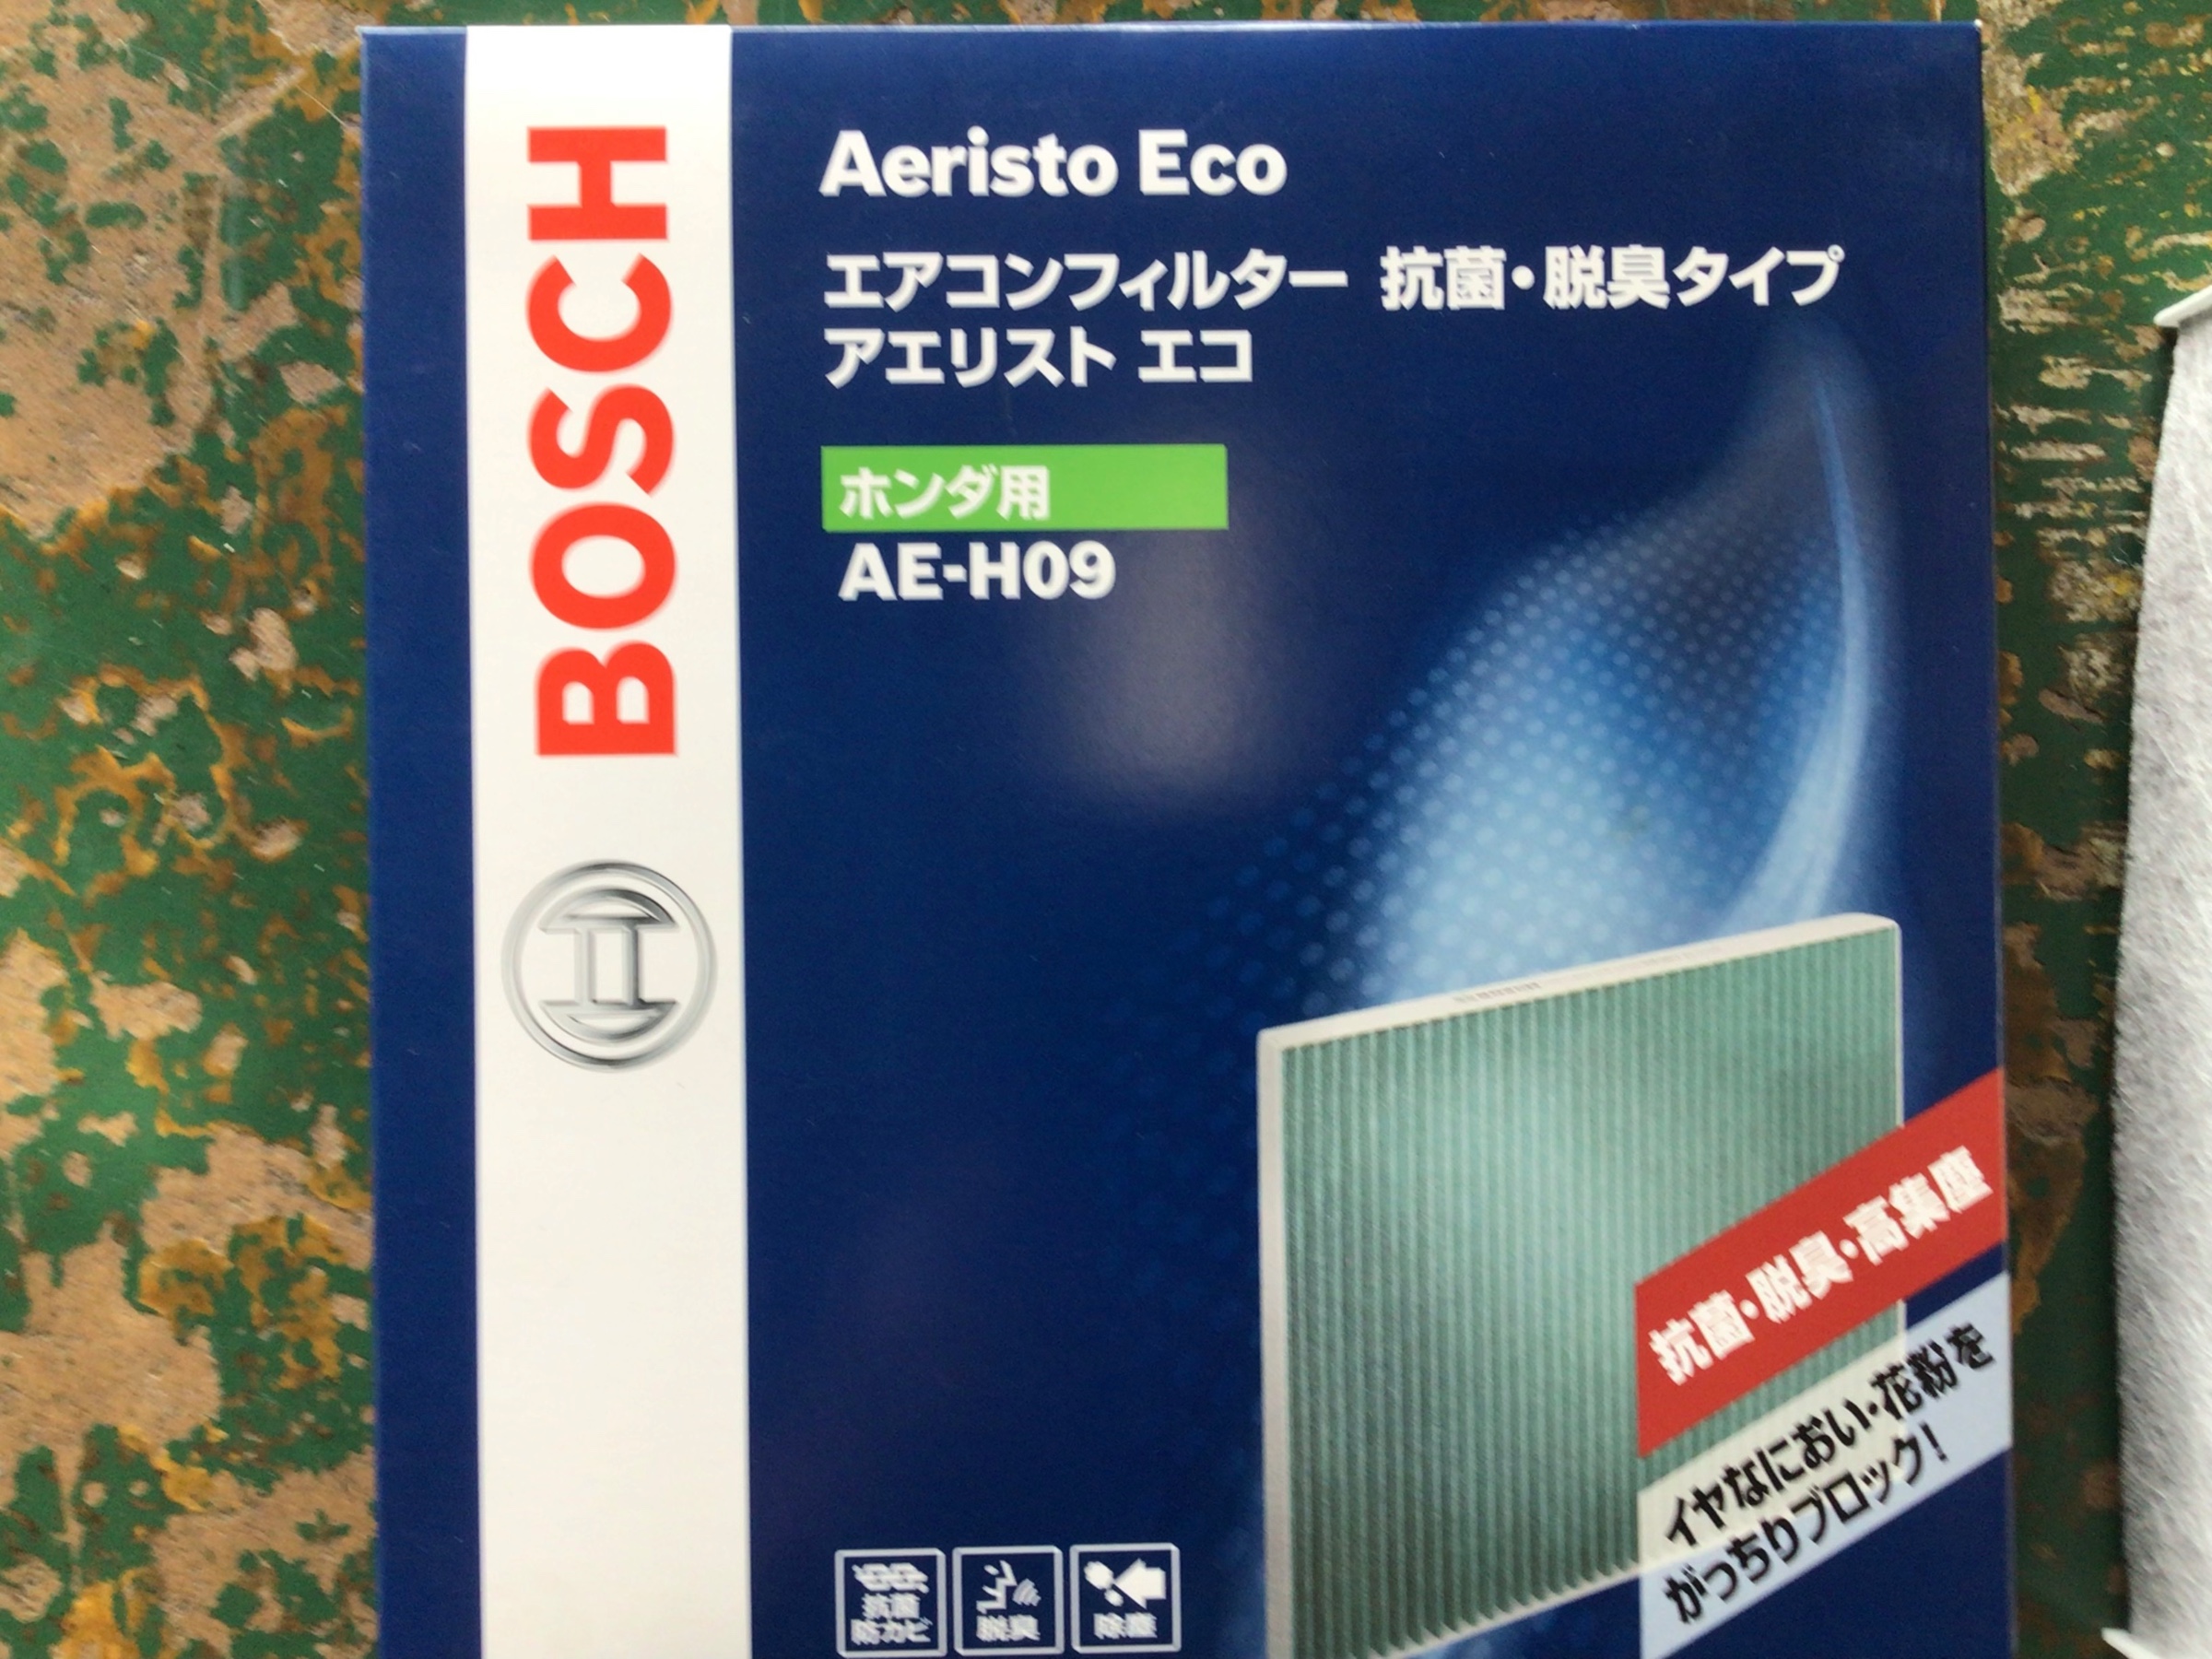 BOSCH
Aeristo Eco
エアコンフィルター 抗菌・脱臭タイプ
アエリスト エコ
ホンダ用
AE-H09
抗菌・脱臭・高集塵
イヤなにおい・花粉を
がっちりブロック!
抗菌
防カビ
脱臭
除塵